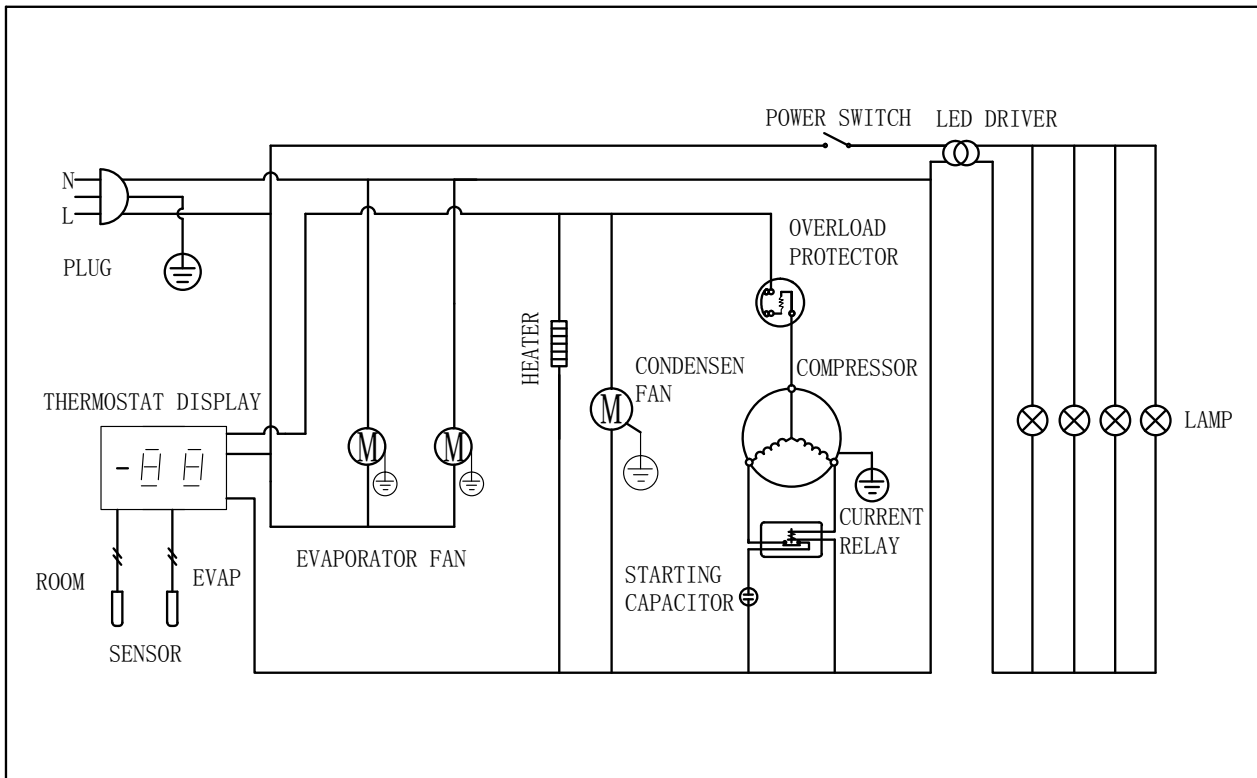 POWER SWITCH
LED DRIVER
N
L
PLUG
OVERLOAD
PROTECTOR
HEATER
CONDENSEN
FAN
COMPRESSOR
THERMOSTAT DISPLAY
M
M
M
LAMP
-88
CURRENT
RELAY
EVAPORATOR FAN
ROOM
EVAP
STARTING
CAPACITOR
SENSOR